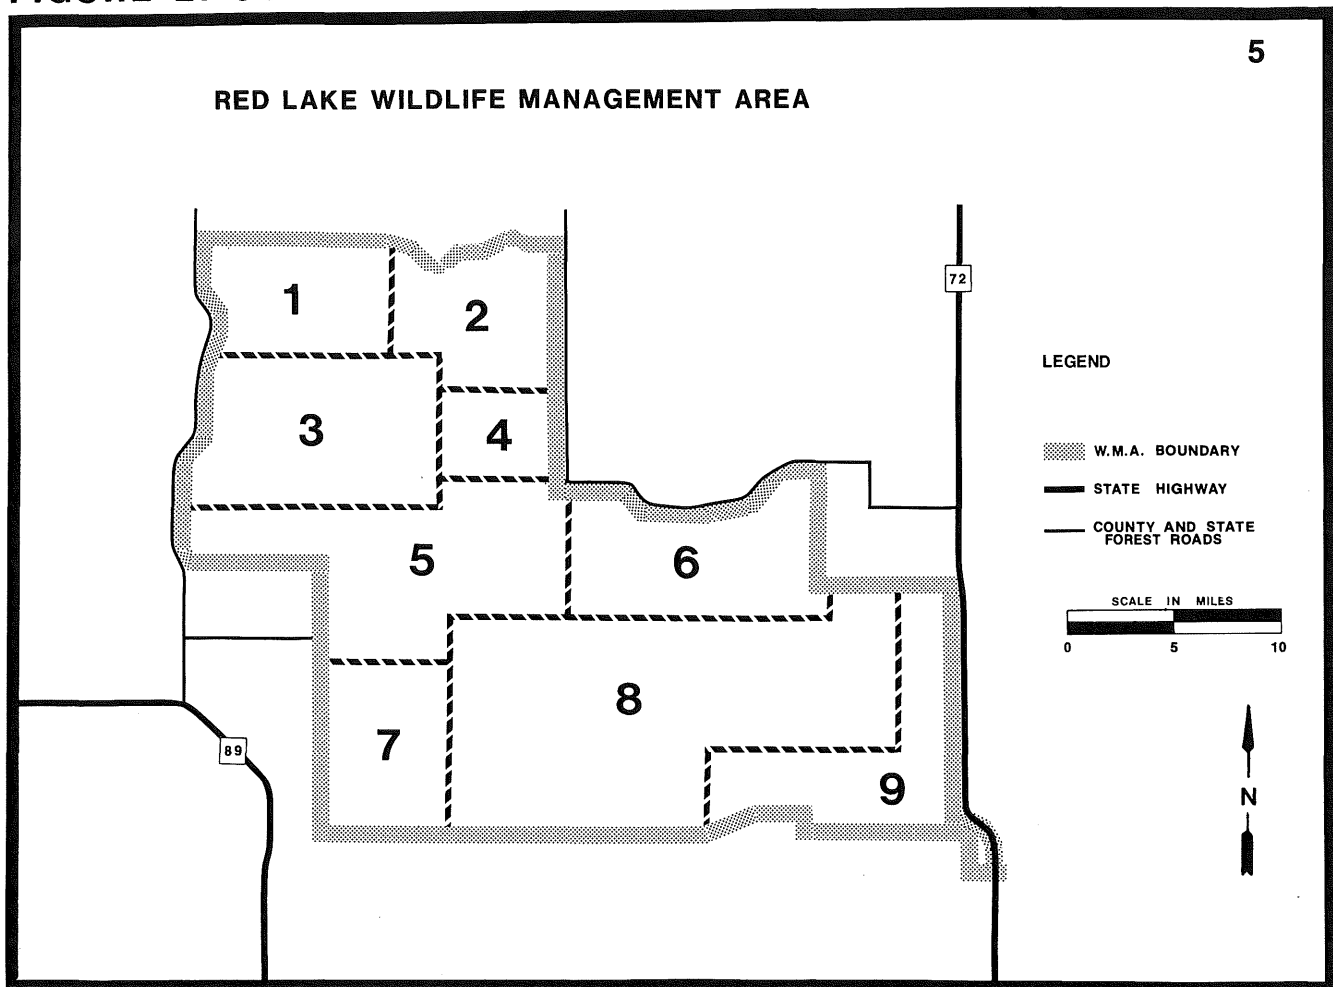 5
RED LAKE WILDLIFE MANAGEMENT AREA
72
1
2
LEGEND
3
4
W.M.A. BOUNDARY
STATE HIGHWAY
COUNTY AND STATE
FOREST ROADS
5
6
SCALE IN MILES
0 5 10
8
7
89
9
N